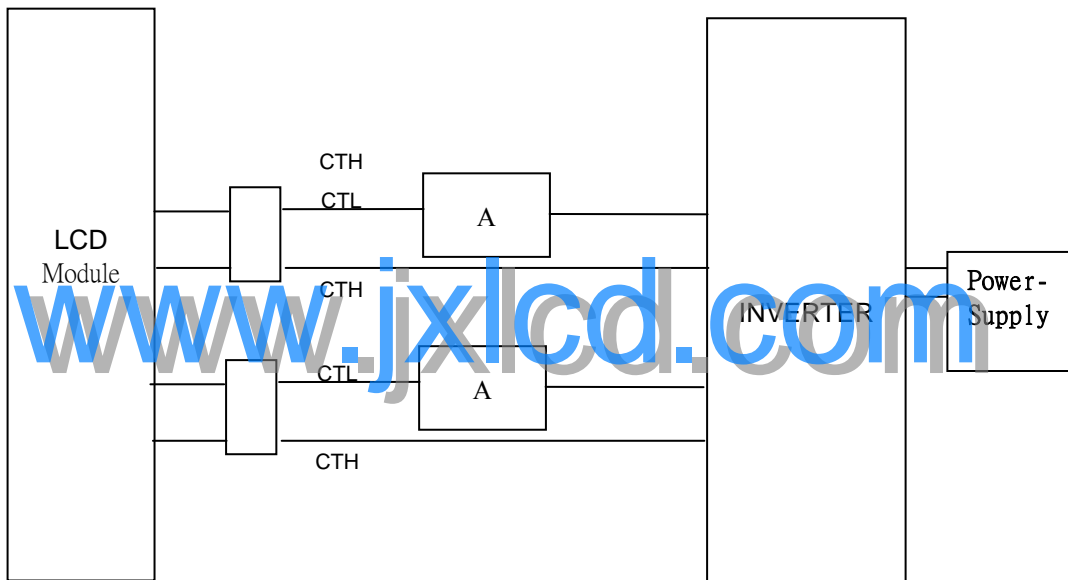 CTH
CTL
A
LCD
Module
CTH
www.jxlcd.com
INVERTER
Power-
Supply
CTL
A
CTH